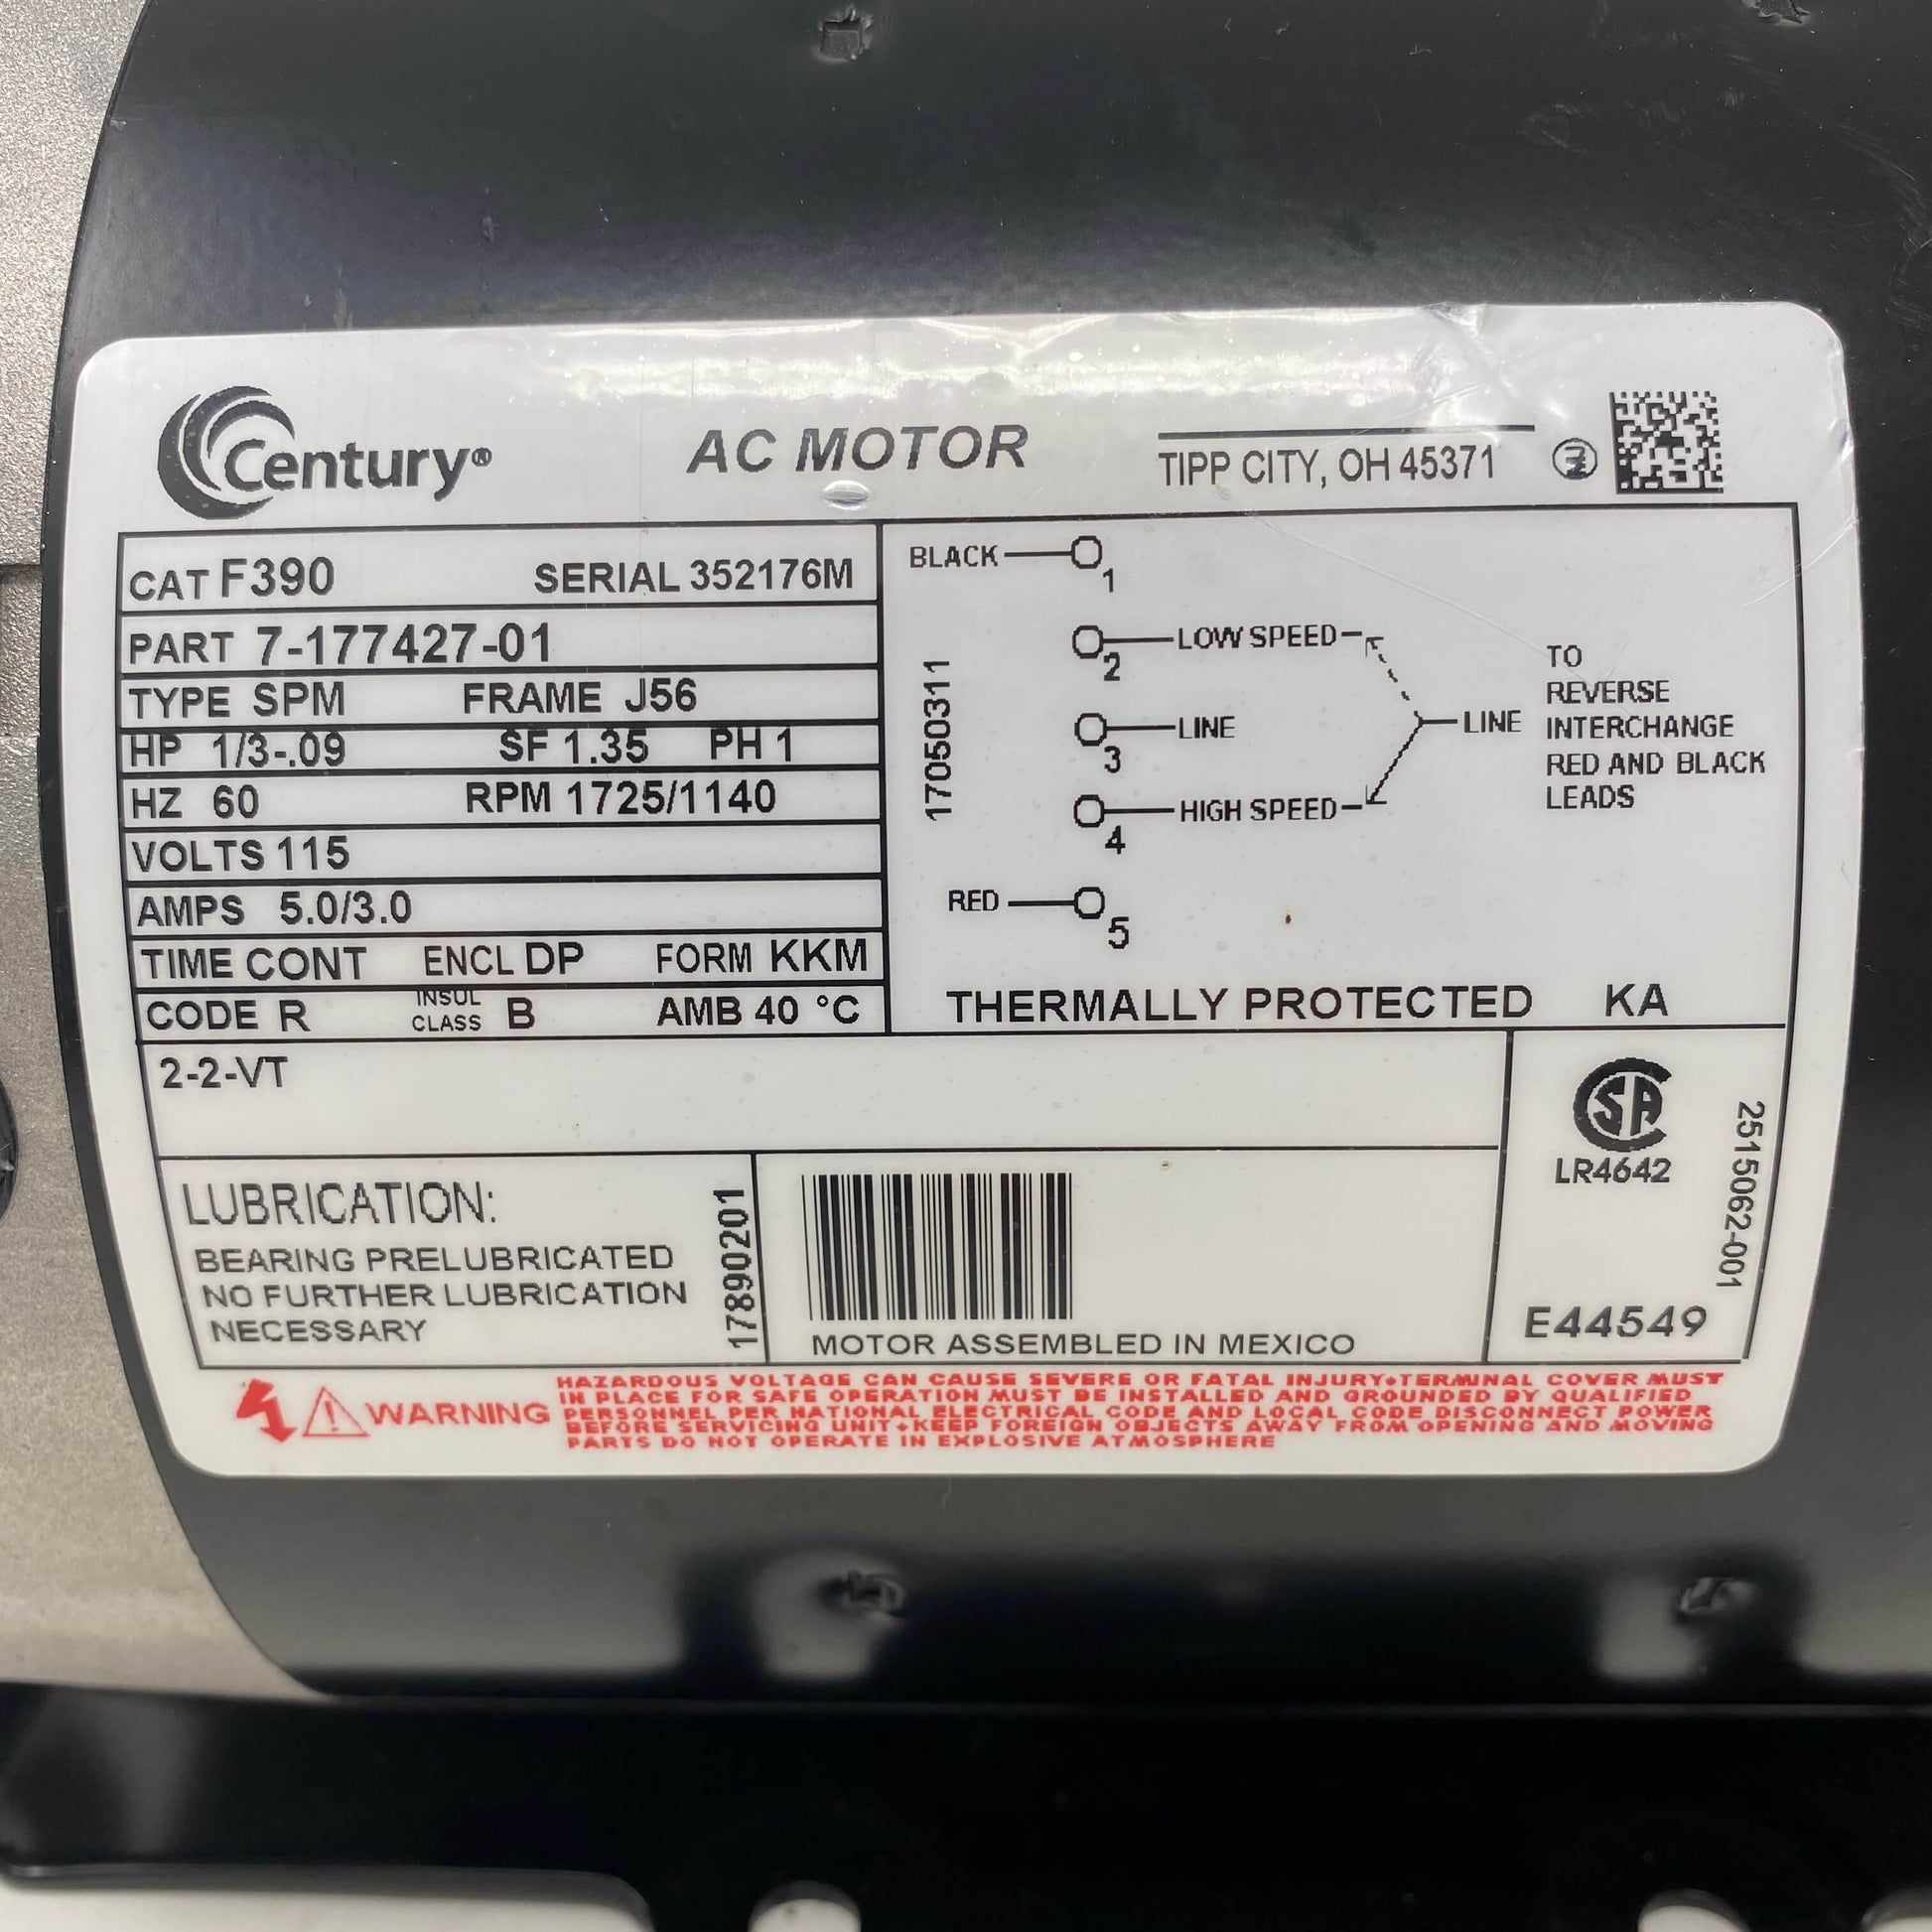 Century®
AC MOTOR
TIPP CITY, OH 45371
CAT F390 SERIAL 352176M
PART 7-177427-01
TYPE SPM FRAME J56
HP 1/3-.09 SF 1.35 PH 1
HZ 60 RPM 1725/1140
VOLTS 115
AMPS 5.0/3.0
TIME CONT ENCL DP FORM KKM
CODE R INSUL CLASS B AMB 40 °C
17050311
BLACK 1
2 LOW SPEED
3 LINE
4 HIGH SPEED
RED 5
LINE
TO
REVERSE
INTERCHANGE
RED AND BLACK
LEADS
THERMALLY PROTECTED KA
2-2-VT
LUBRICATION:
BEARING PRELUBRICATED
NO FURTHER LUBRICATION
NECESSARY
17890201
MOTOR ASSEMBLED IN MEXICO
SA
LR4642
E44549
2515062-001
WARNING
HAZARDOUS VOLTAGE CAN CAUSE SEVERE OR FATAL INJURY•TERMINAL COVER MUST
IN PLACE FOR SAFE OPERATION MUST BE INSTALLED AND GROUNDED BY QUALIFIED
PERSONNEL PER NATIONAL ELECTRICAL CODE AND LOCAL CODE DISCONNECT POWER
BEFORE SERVICING UNIT•KEEP FOREIGN OBJECTS AWAY FROM OPENING AND MOVING
PARTS DO NOT OPERATE IN EXPLOSIVE ATMOSPHERE